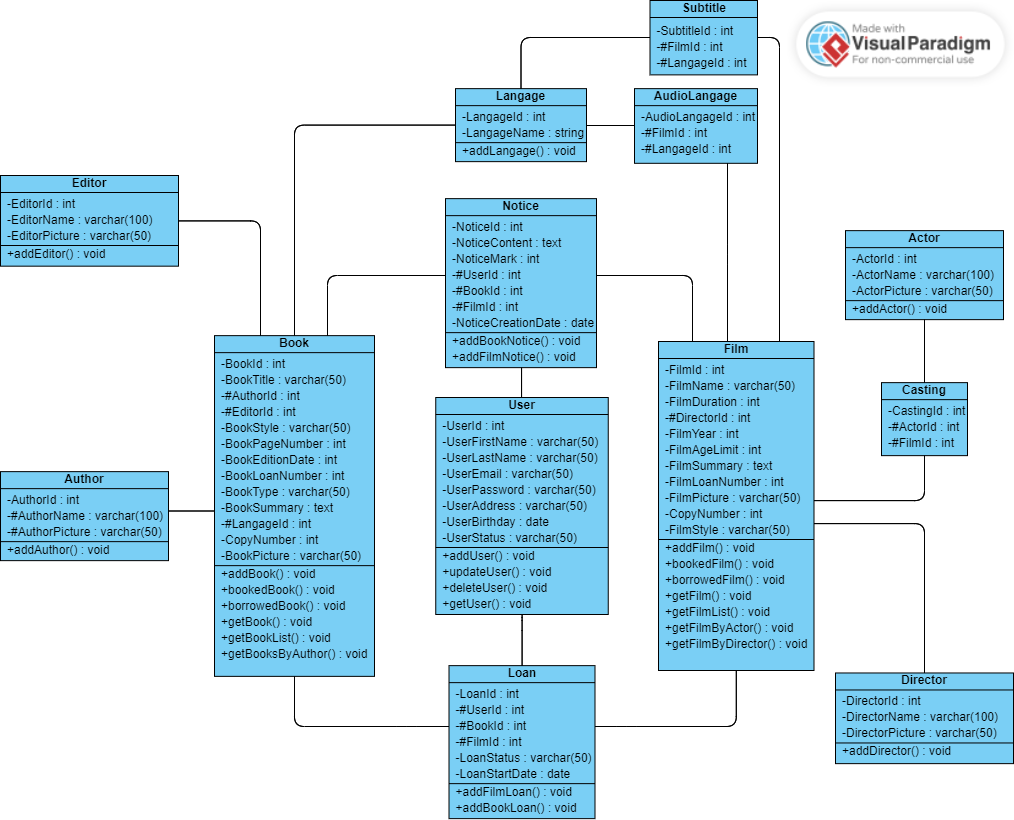 Subtitle
-SubtitleId : int
-#FilmId : int
-#LangageId : int
Made with
VisualParadigm
For non-commercial use
Langage
-LangageId : int
-LangageName : string
+addLangage() : void
AudioLangage
-AudioLangageId : int
-#FilmId : int
-#LangageId : int
Editor
-EditorId : int
-EditorName : varchar(100)
-EditorPicture : varchar(50)
+addEditor() : void
Notice
-NoticeId : int
-NoticeContent : text
-NoticeMark : int
-#UserId : int
-#BookId : int
-#FilmId : int
-NoticeCreationDate : date
+addBookNotice() : void
+addFilmNotice() : void
Actor
-ActorId : int
-ActorName : varchar(100)
-ActorPicture : varchar(50)
+addActor() : void
Book
-BookId : int
-BookTitle : varchar(50)
-#AuthorId : int
-#EditorId : int
-BookStyle : varchar(50)
-BookPageNumber : int
-BookEditionDate : int
-BookLoanNumber : int
-BookType : varchar(50)
-BookSummary : text
-#LangageId : int
-CopyNumber : int
-BookPicture : varchar(50)
+addBook() : void
+bookedBook() : void
+borrowedBook() : void
+getBook() : void
+getBookList() : void
+getBooksByAuthor() : void
Film
-FilmId : int
-FilmName : varchar(50)
-FilmDuration : int
-#DirectorId : int
-FilmYear : int
-FilmAgeLimit : int
-FilmSummary : text
-FilmLoanNumber : int
-FilmPicture : varchar(50)
-CopyNumber : int
-FilmStyle : varchar(50)
+addFilm() : void
+bookedFilm() : void
+borrowedFilm() : void
+getFilm() : void
+getFilmList() : void
+getFilmByActor() : void
+getFilmByDirector() : void
Casting
-CastingId : int
-#ActorId : int
-#FilmId : int
User
-UserId : int
-UserFirstName : varchar(50)
-UserLastName : varchar(50)
-UserEmail : varchar(50)
-UserPassword : varchar(50)
-UserAddress : varchar(50)
-UserBirthday : date
-UserStatus : varchar(50)
+addUser() : void
+updateUser() : void
+deleteUser() : void
+getUser() : void
Author
-AuthorId : int
-#AuthorName : varchar(100)
-#AuthorPicture : varchar(50)
+addAuthor() : void
Loan
-LoanId : int
-#UserId : int
-#BookId : int
-#FilmId : int
-LoanStatus : varchar(50)
-LoanStartDate : date
+addFilmLoan() : void
+addBookLoan() : void
Director
-DirectorId : int
-DirectorName : varchar(100)
-DirectorPicture : varchar(50)
+addDirector() : void